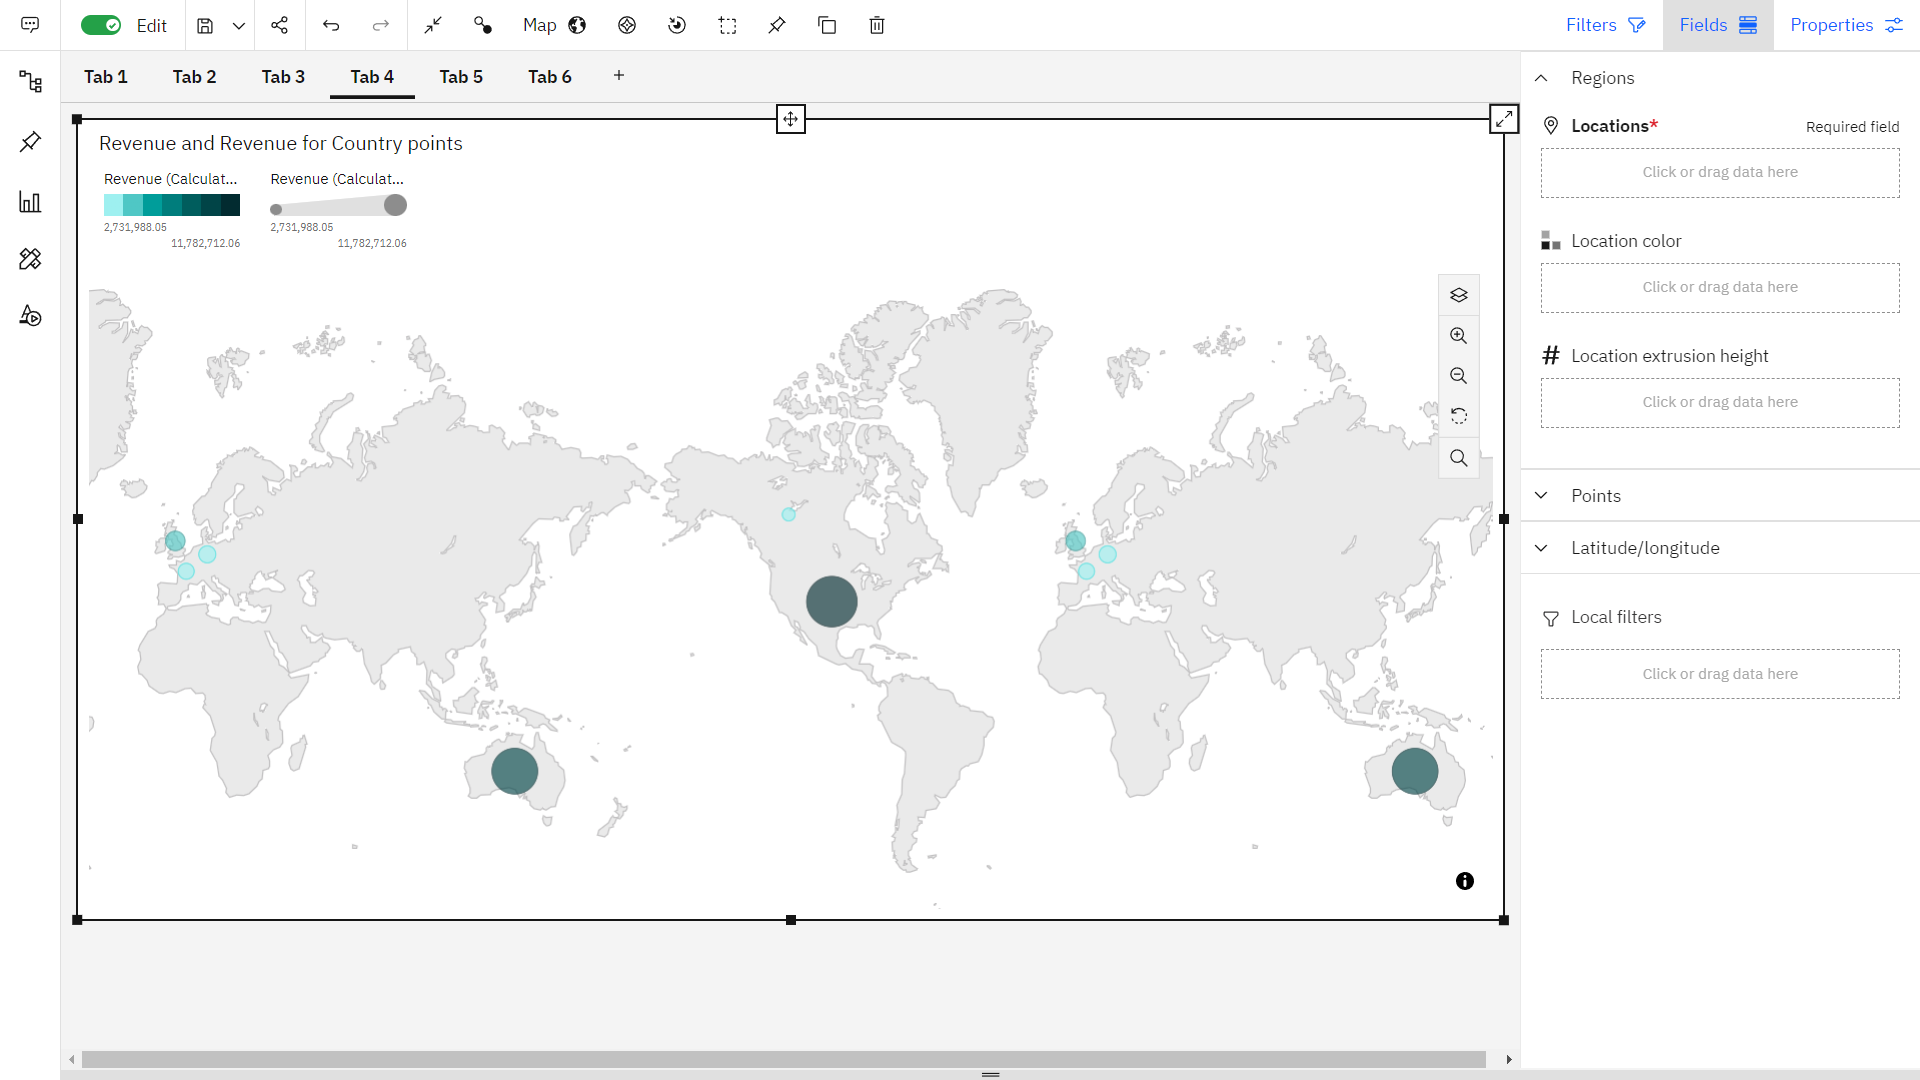 Edit
Map
Filters
Fields
Properties
Tab 1
Tab 2
Tab 3
Tab 4
Tab 5
Tab 6
+
Revenue and Revenue for Country points
Revenue (Calculat...
2,731,988.05
11,782,712.06
Revenue (Calculat...
2,731,988.05
11,782,712.06
Regions
Locations*
Required field
Click or drag data here
Location color
Click or drag data here
Location extrusion height
Click or drag data here
Points
Latitude/longitude
Local filters
Click or drag data here